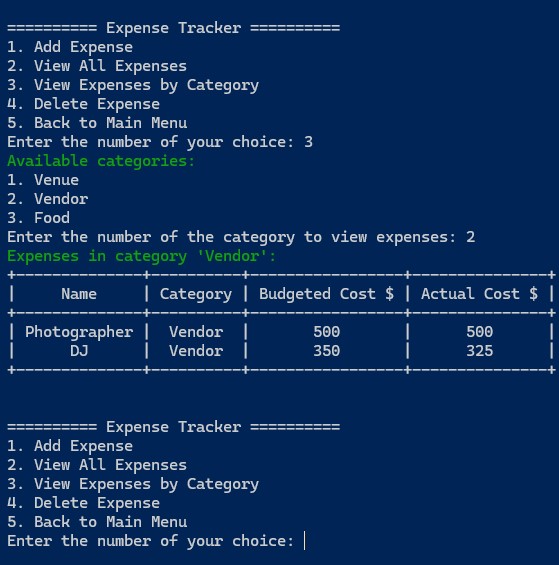 ========== Expense Tracker ==========
1. Add Expense
2. View All Expenses
3. View Expenses by Category
4. Delete Expense
5. Back to Main Menu
Enter the number of your choice: 3
Available categories:
1. Venue
2. Vendor
3. Food
Enter the number of the category to view expenses: 2
Expenses in category 'Vendor':
+--------------+----------+-----------------+---------------+
|     Name     | Category | Budgeted Cost $ | Actual Cost $ |
+--------------+----------+-----------------+---------------+
| Photographer |  Vendor  |       500       |      500      |
|      DJ      |  Vendor  |       350       |      325      |
+--------------+----------+-----------------+---------------+
========== Expense Tracker ==========
1. Add Expense
2. View All Expenses
3. View Expenses by Category
4. Delete Expense
5. Back to Main Menu
Enter the number of your choice: